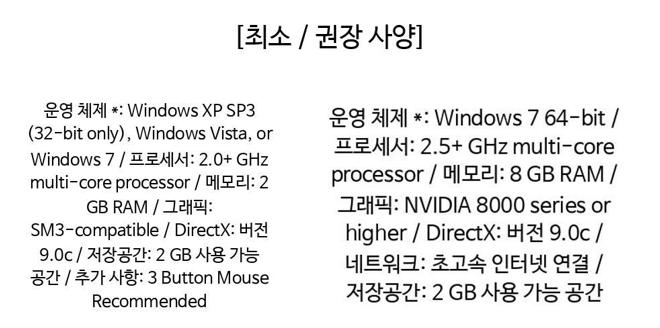 [최소 / 권장 사양]
운영 체제 *: Windows XP SP3
(32-bit only), Windows Vista, or
Windows 7 / 프로세서: 2.0+ GHz
multi-core processor / 메모리: 2
GB RAM / 그래픽:
SM3-compatible / DirectX: 버전
9.0c / 저장공간: 2 GB 사용 가능
공간 / 추가 사항: 3 Button Mouse
Recommended
운영 체제 *: Windows 7 64-bit /
프로세서: 2.5+ GHz multi-core
processor / 메모리: 8 GB RAM /
그래픽: NVIDIA 8000 series or
higher / DirectX: 버전 9.0c /
네트워크: 초고속 인터넷 연결 /
저장공간: 2 GB 사용 가능 공간